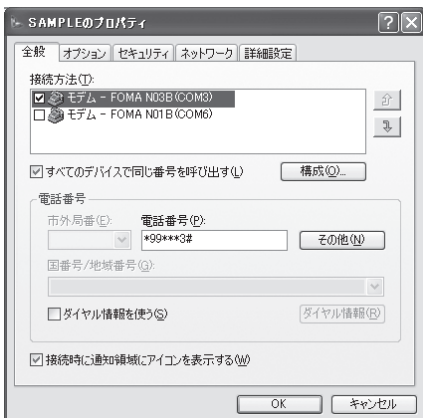 SAMPLEのプロパティ
全般 オプション セキュリティ ネットワーク 詳細設定
接続方法(T):
モデム - FOMA N03B(COM3)
モデム - FOMA N01B(COM6)
すべてのデバイスで同じ番号を呼び出す(L) 構成(O)...
電話番号
市外局番(E): 電話番号(P):
*99***3# その他(N)
国番号/地域番号(G):
ダイヤル情報を使う(S) ダイヤル情報(R)
接続時に通知領域にアイコンを表示する(W)
OK キャンセル